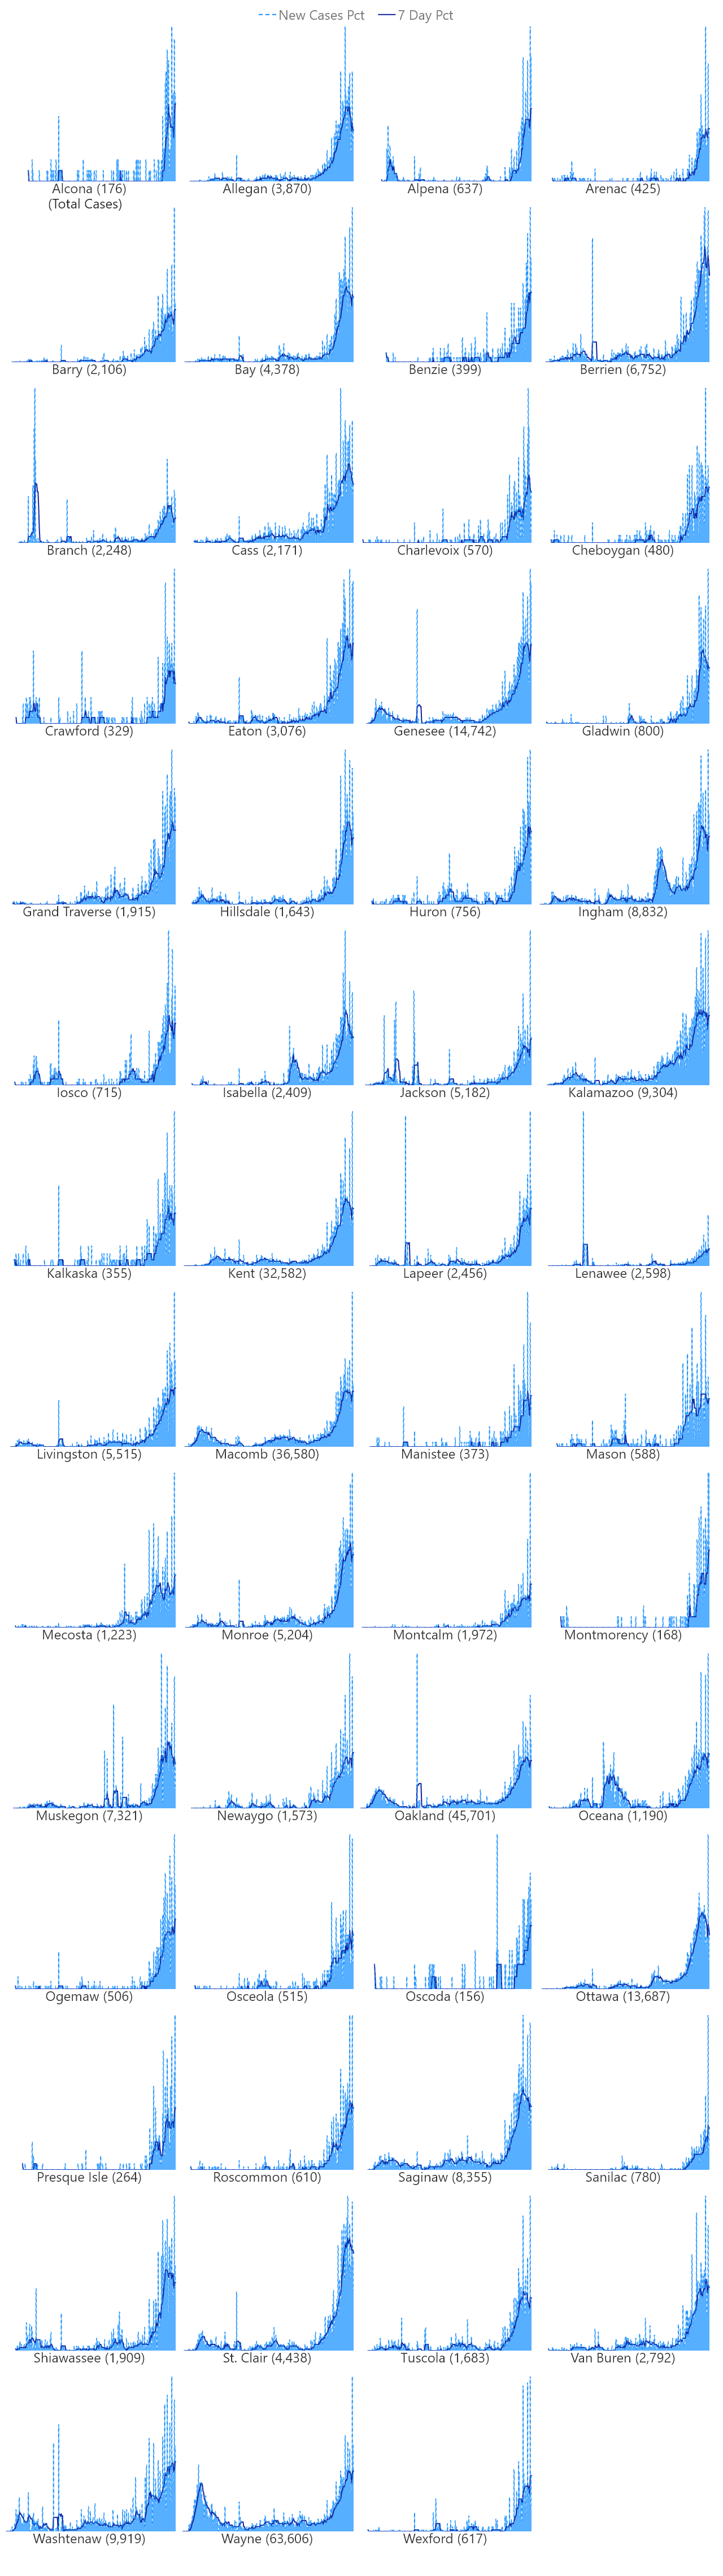 New Cases Pct 7 Day Pct
Alcona (176) Allegan (3,870) Alpena (637) Arenac (425)
(Total Cases)
Barry (2,106) Bay (4,378) Benzie (399) Berrien (6,752)
Branch (2,248) Cass (2,171) Charlevoix (570) Cheboygan (480)
Crawford (329) Eaton (3,076) Genesee (14,742) Gladwin (800)
Grand Traverse (1,915) Hillsdale (1,643) Huron (756) Ingham (8,832)
Iosco (715) Isabella (2,409) Jackson (5,182) Kalamazoo (9,304)
Kalkaska (355) Kent (32,582) Lapeer (2,456) Lenawee (2,598)
Livingston (5,515) Macomb (36,580) Manistee (373) Mason (588)
Mecosta (1,223) Monroe (5,204) Montcalm (1,972) Montmorency (168)
Muskegon (7,321) Newaygo (1,573) Oakland (45,701) Oceana (1,190)
Ogemaw (506) Osceola (515) Oscoda (156) Ottawa (13,687)
Presque Isle (264) Roscommon (610) Saginaw (8,355) Sanilac (780)
Shiawassee (1,909) St. Clair (4,438) Tuscola (1,683) Van Buren (2,792)
Washtenaw (9,919) Wayne (63,606) Wexford (617)